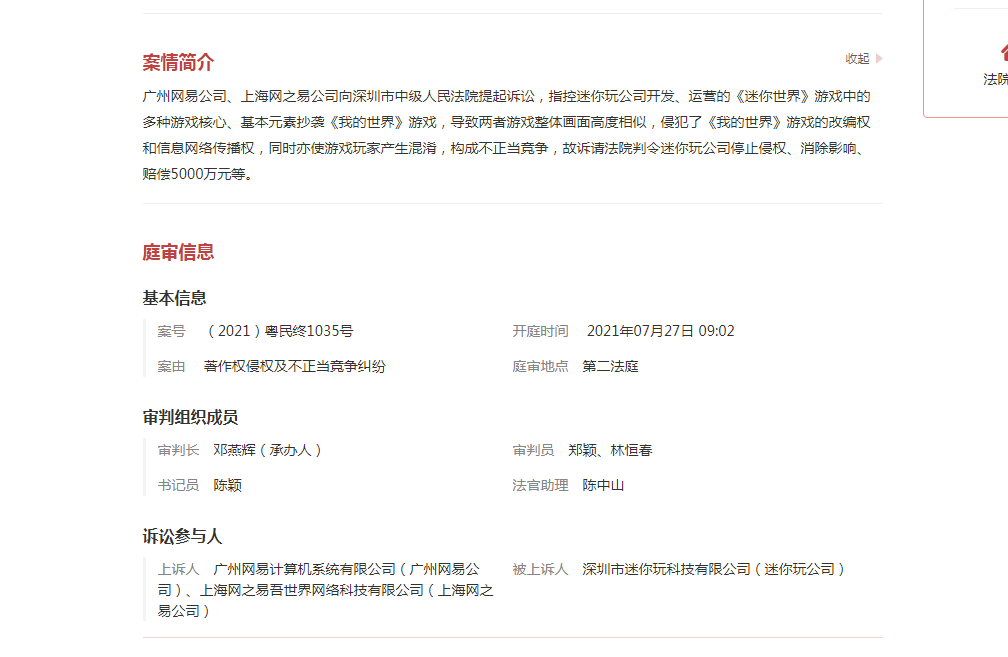 案情简介
收起
广州网易公司、上海网之易公司向深圳市中级人民法院提起诉讼，指控迷你玩公司开发、运营的《迷你世界》游戏中的
多种游戏核心、基本元素抄袭《我的世界》游戏，导致两者游戏整体画面高度相似，侵犯了《我的世界》游戏的改编权
和信息网络传播权，同时亦使游戏玩家产生混淆，构成不正当竞争，故诉请法院判令迷你玩公司停止侵权、消除影响、
赔偿5000万元等。
法院
庭审信息
基本信息
案号 （2021）粤民终1035号 开庭时间 2021年07月27日 09:02
案由 著作权侵权及不正当竞争纠纷 庭审地点 第二法庭
审判组织成员
审判长 邓燕辉（承办人） 审判员 郑颖、林恒春
书记员 陈颖 法官助理 陈中山
诉讼参与人
上诉人 广州网易计算机系统有限公司（广州网易公 被上诉人 深圳市迷你玩科技有限公司（迷你玩公司）
司）、上海网之易吾世界网络科技有限公司（上海网之
易公司）